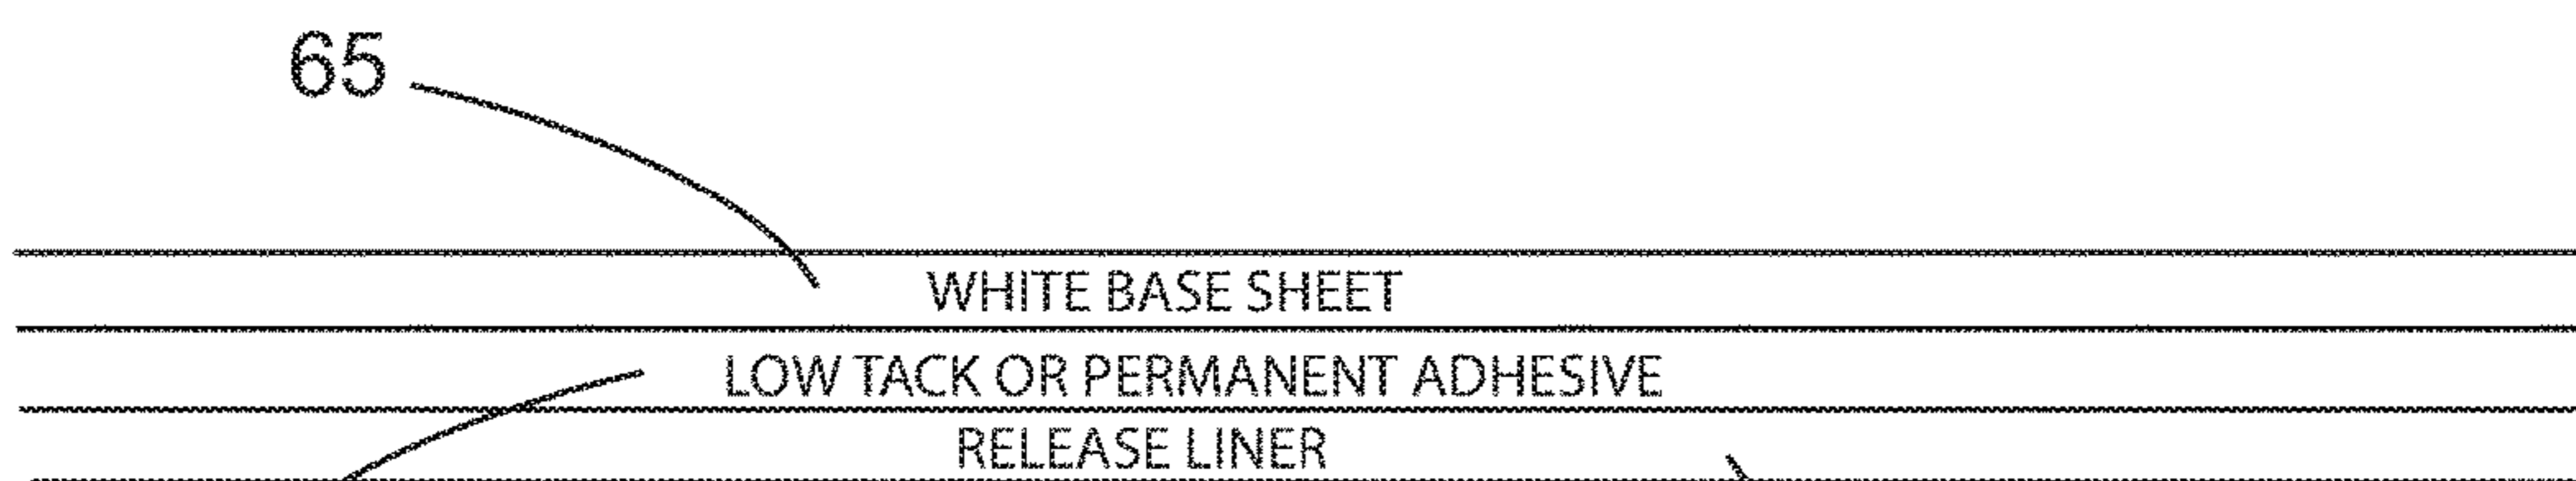 65
WHITE BASE SHEET
LOW TACK OR PERMANENT ADHESIVE
RELEASE LINER